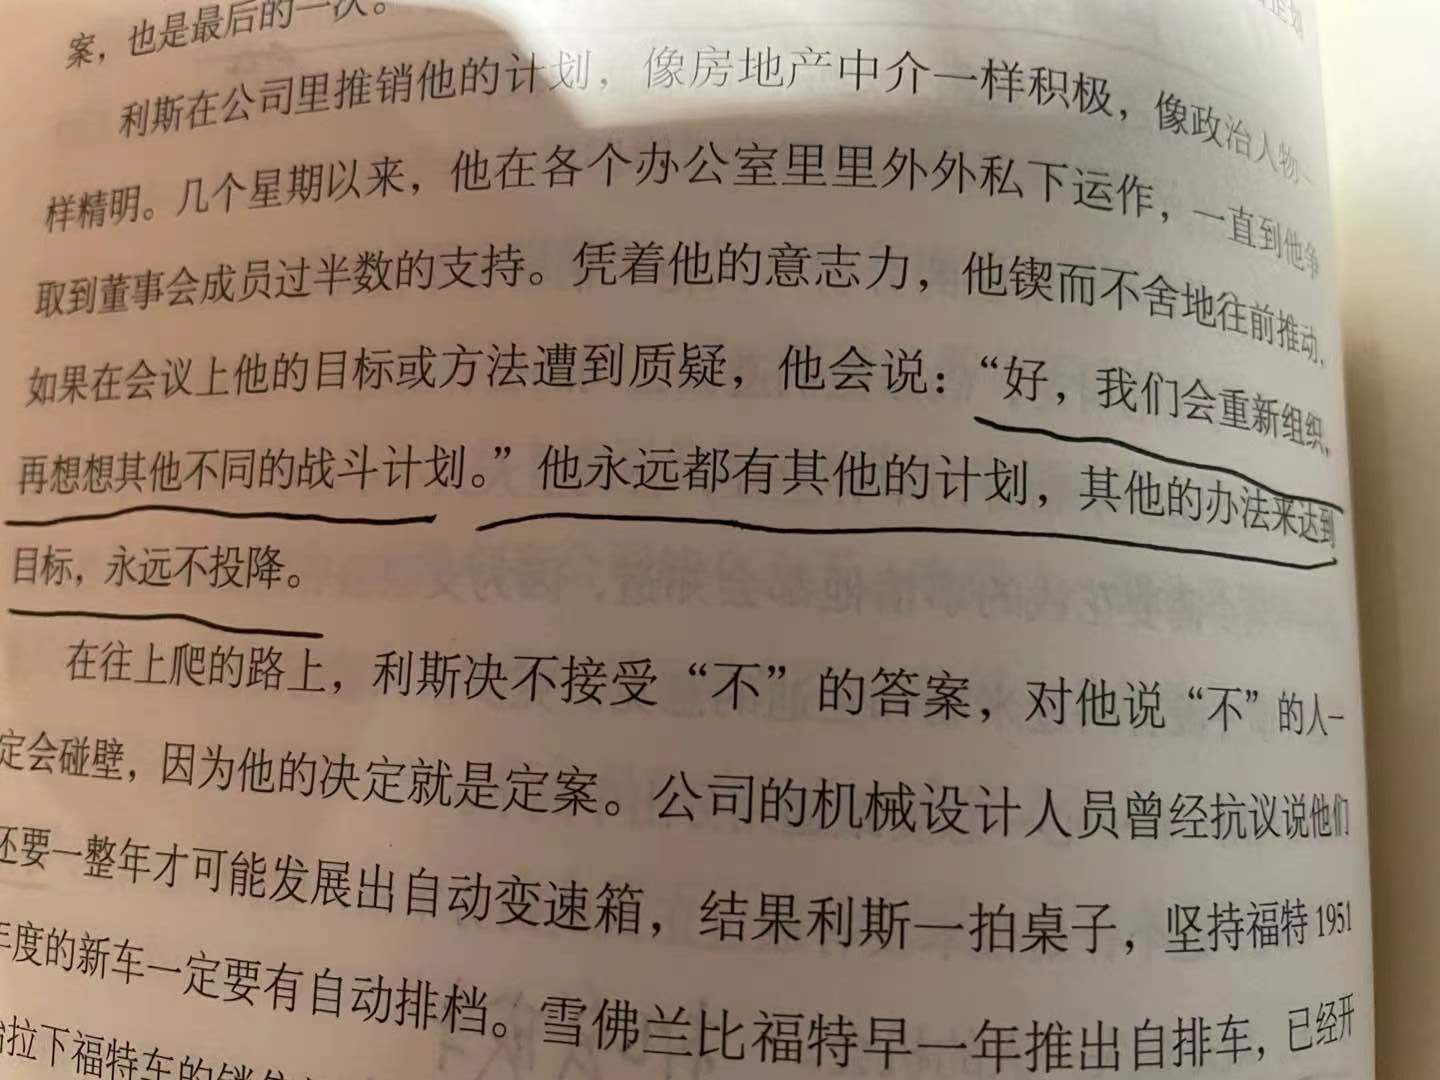 案，也是最后的一次。
利斯在公司里推销他的计划，像房地产中介一样积极，像政治人物一
样精明。几个星期以来，他在各个办公室里里外外私下运作，一直到他争
取到董事会成员过半数的支持。凭着他的意志力，他锲而不舍地往前推动，
如果在会议上他的目标或方法遭到质疑，他会说：“好，我们会重新组织，
再想想其他不同的战斗计划。”他永远都有其他的计划，其他的办法来达到
目标，永远不投降。
在往上爬的路上，利斯决不接受“不”的答案，对他说“不”的人一
定会碰壁，因为他的决定就是定案。公司的机械设计人员曾经抗议说他们
还要一整年才可能发展出自动变速箱，结果利斯一拍桌子，坚持福特1951
年度的新车一定要有自动排档。雪佛兰比福特早一年推出自排车，已经开
始拉下福特车的销